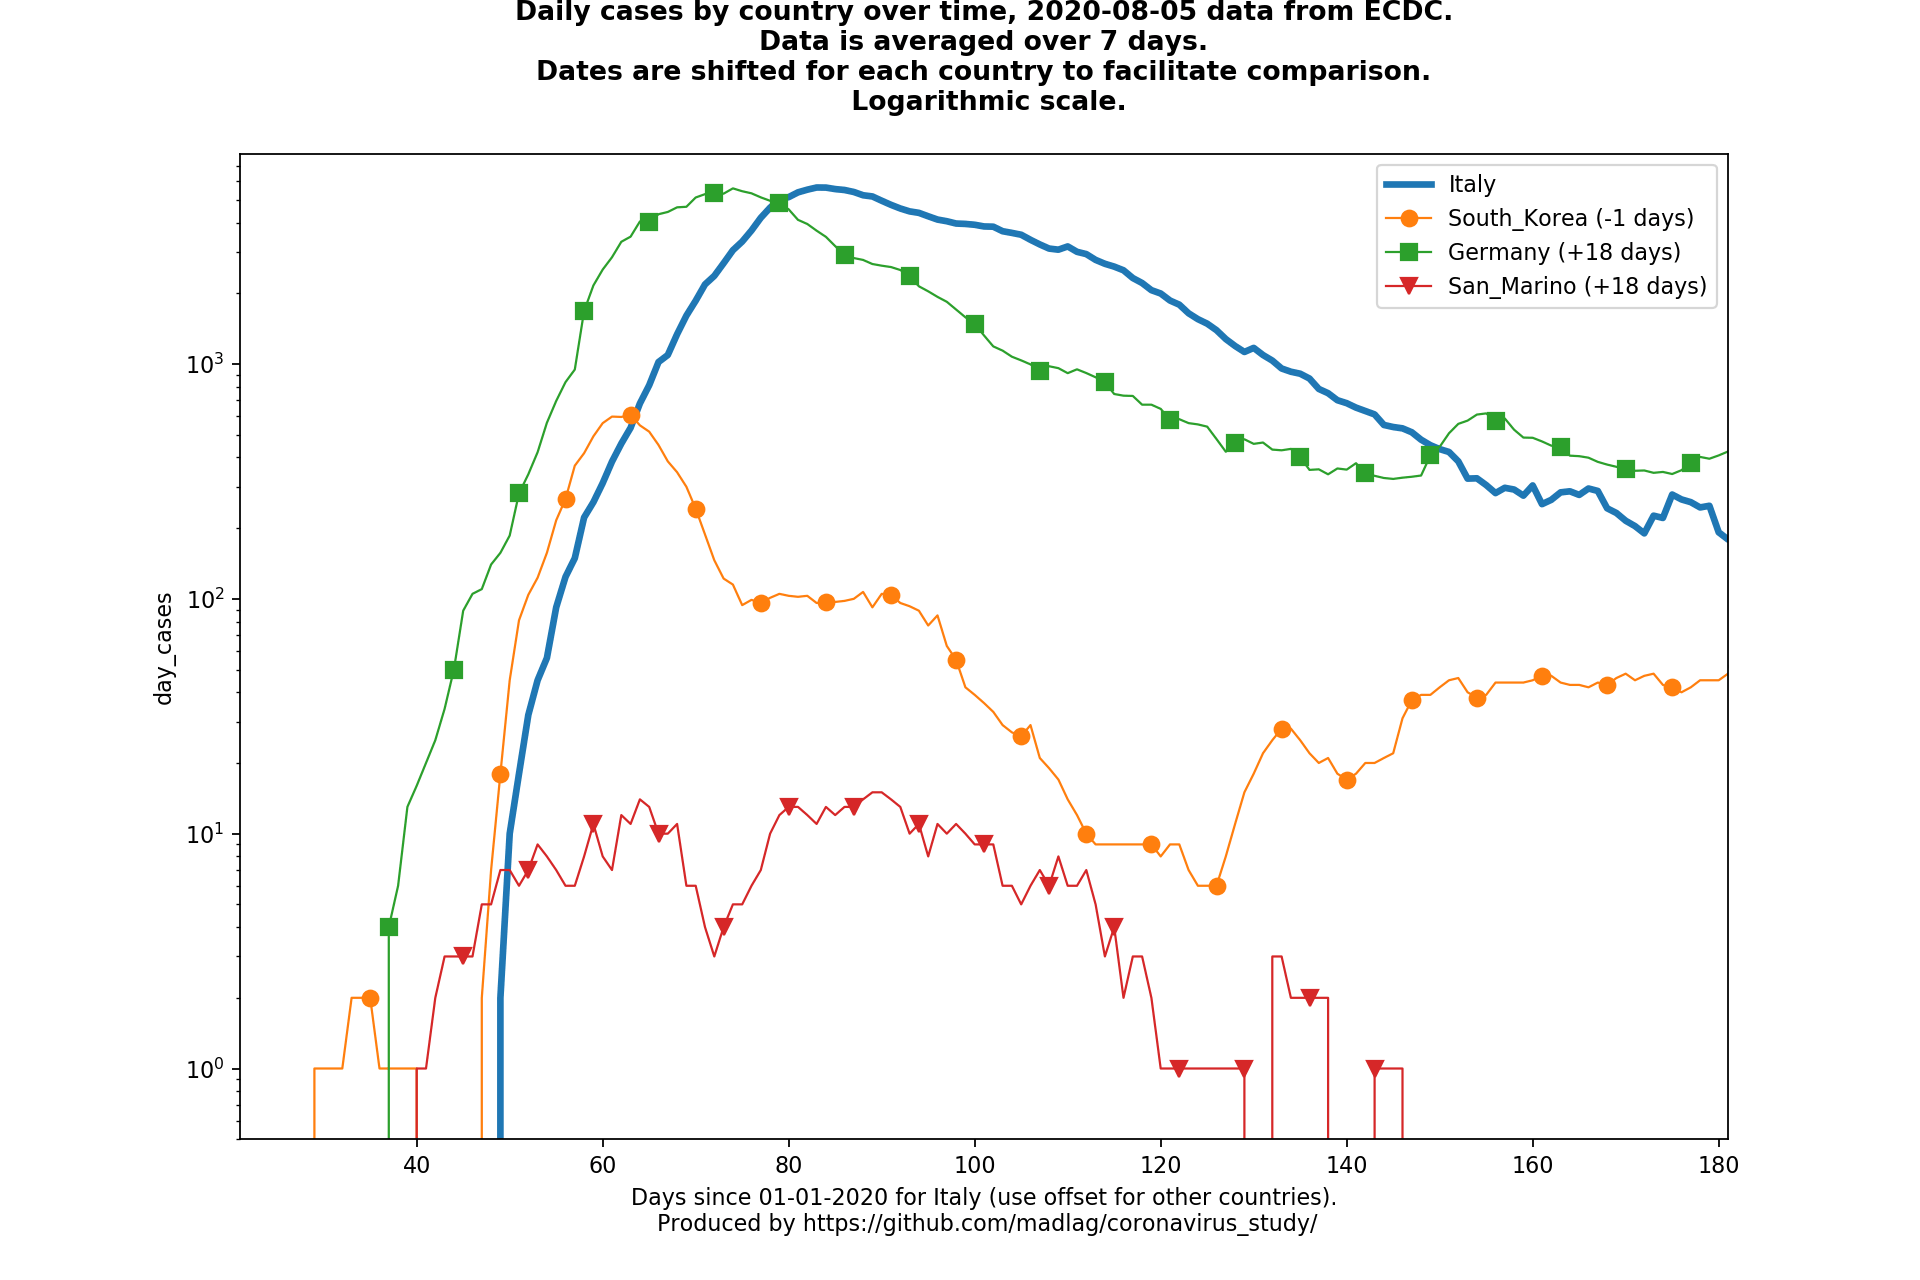 Daily cases by country over time, 2020-08-05 data from ECDC.
Data is averaged over 7 days.
Dates are shifted for each country to facilitate comparison.
Logarithmic scale.
Italy
South_Korea (-1 days)
Germany (+18 days)
San_Marino (+18 days)
10³
10²
10¹
10⁰
day_cases
40 60 80 100 120 140 160 180
Days since 01-01-2020 for Italy (use offset for other countries).
Produced by https://github.com/madlag/coronavirus_study/